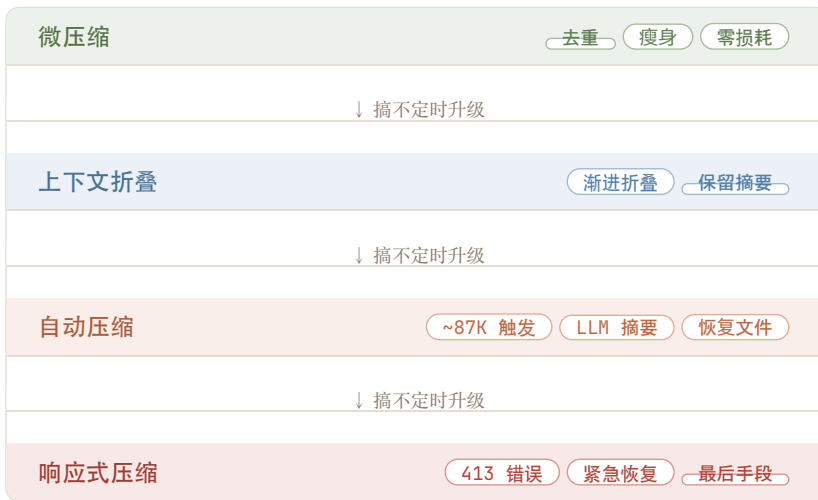 微压缩 去重 瘦身 零损耗
↓ 搞不定时升级
上下文折叠 渐进折叠 保留摘要
↓ 搞不定时升级
自动压缩 ~87K 触发 LLM 摘要 恢复文件
↓ 搞不定时升级
响应式压缩 413 错误 紧急恢复 最后手段